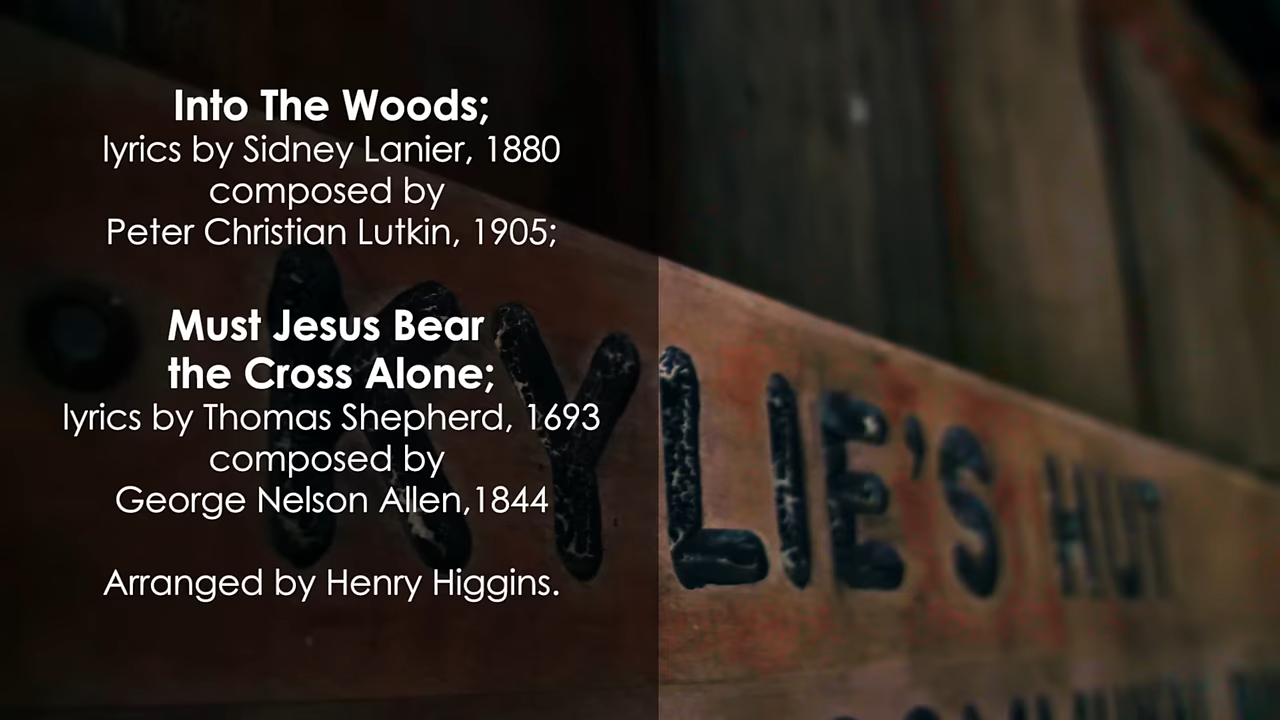 Into The Woods;
lyrics by Sidney Lanier, 1880
composed by
Peter Christian Lutkin, 1905;
Must Jesus Bear
the Cross Alone;
lyrics by Thomas Shepherd, 1693
composed by
George Nelson Allen,1844
Arranged by Henry Higgins.
KYLIE'S HUT